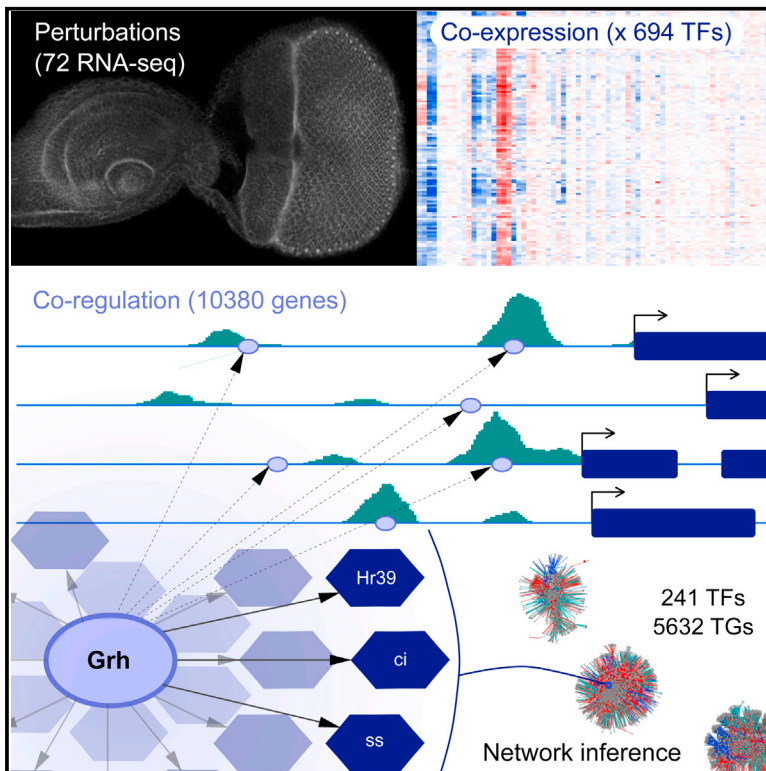 Perturbations
(72 RNA-seq)
Co-expression (x 694 TFs)
Co-regulation (10380 genes)
Hr39
Grh
ci
ss
241 TFs
5632 TGs
Network inference